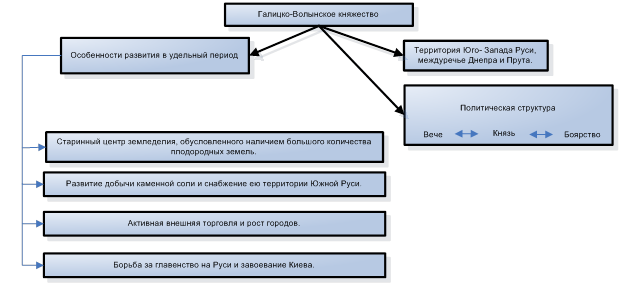 Галицко-Волынское княжество
Особенности развития в удельный период
Территория Юго- Запада Руси,
междуречье Днепра и Прута.
Политическая структура
Вече Князь Боярство
Старинный центр земледелия, обусловленного наличием большого количества
плодородных земель.
Развитие добычи каменной соли и снабжение ею территории Южной Руси.
Активная внешняя торговля и рост городов.
Борьба за главенство на Руси и завоевание Киева.